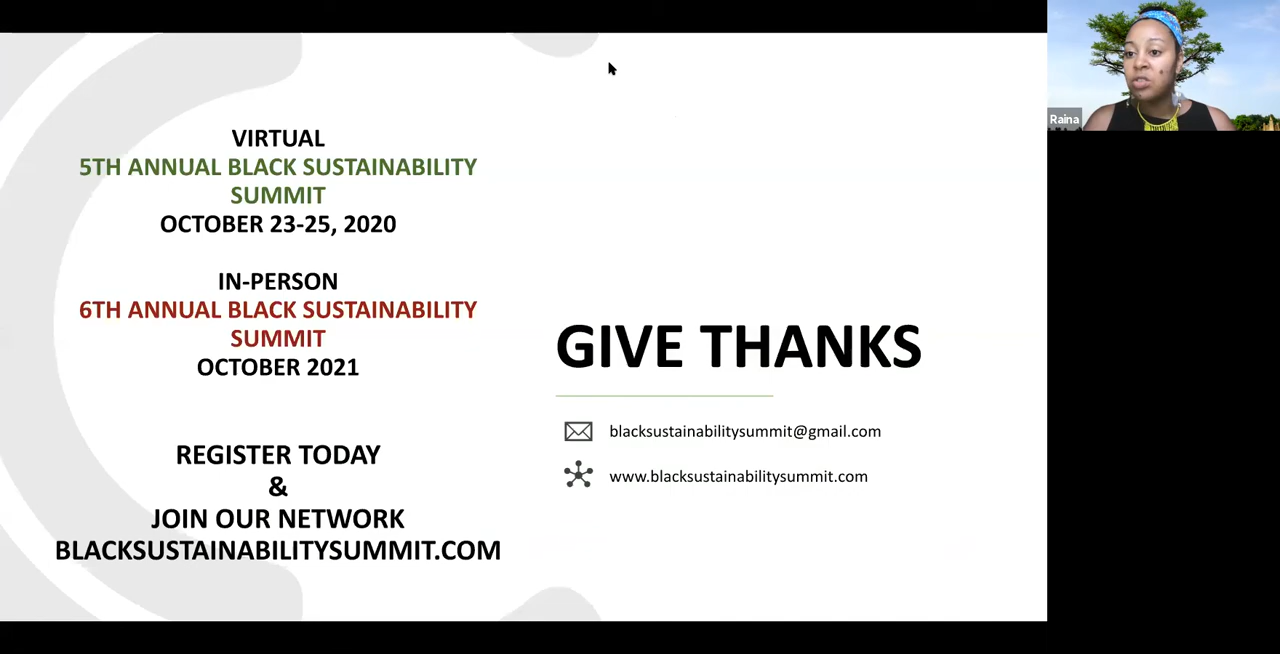 VIRTUAL
5TH ANNUAL BLACK SUSTAINABILITY
SUMMIT
OCTOBER 23-25, 2020
IN-PERSON
6TH ANNUAL BLACK SUSTAINABILITY
SUMMIT
OCTOBER 2021
REGISTER TODAY
&
JOIN OUR NETWORK
BLACKSUSTAINABILITYSUMMIT.COM
GIVE THANKS
blacksustainabilitysummit@gmail.com
www.blacksustainabilitysummit.com
Raina